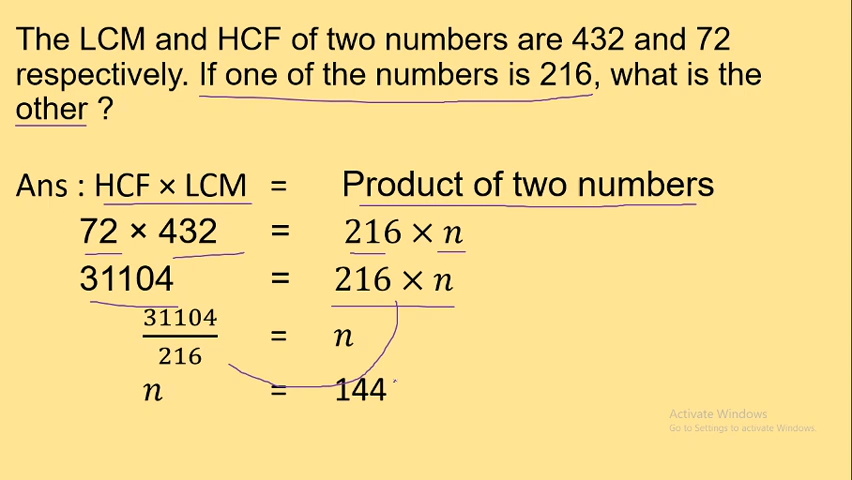 The LCM and HCF of two numbers are 432 and 72
respectively. If one of the numbers is 216, what is the
other ?
Ans : HCF × LCM = Product of two numbers
72 × 432 = 216 × n
31104 = 216 × n
31104/216 = n
n = 144
Activate Windows
Go to Settings to activate Windows.